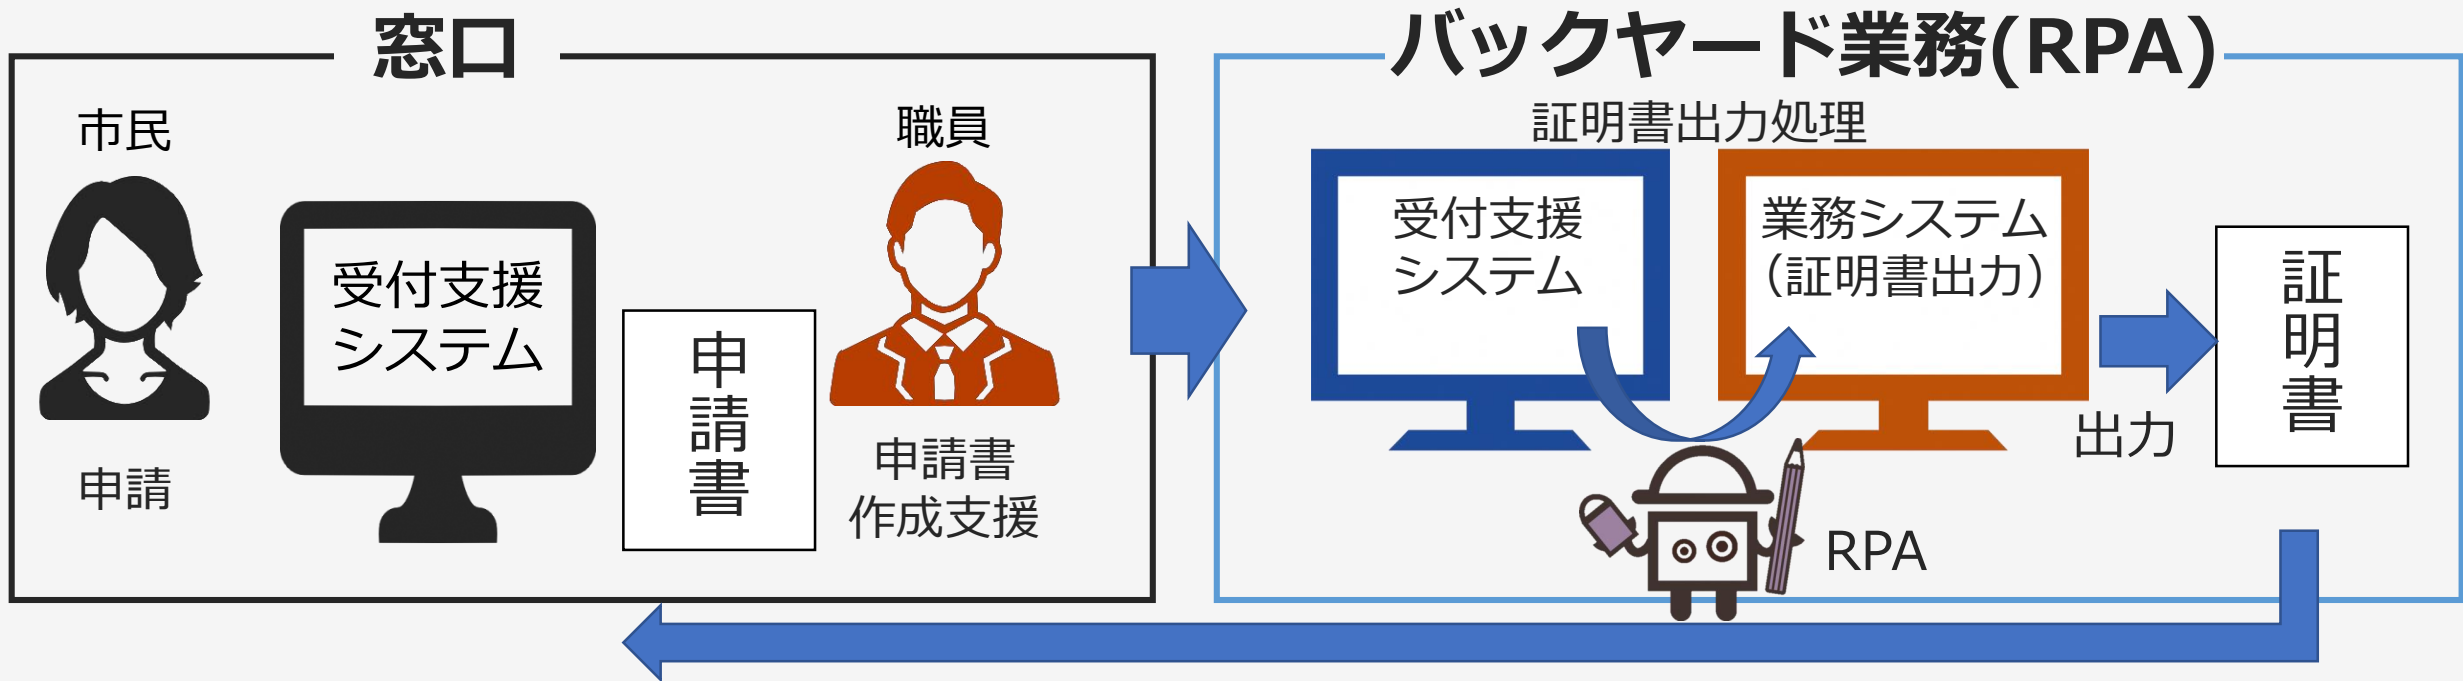 窓口
市民
申請
受付支援
システム
申請書
職員
申請書
作成支援
バックヤード業務(RPA)
証明書出力処理
受付支援
システム
業務システム
（証明書出力）
RPA
出力
証明書